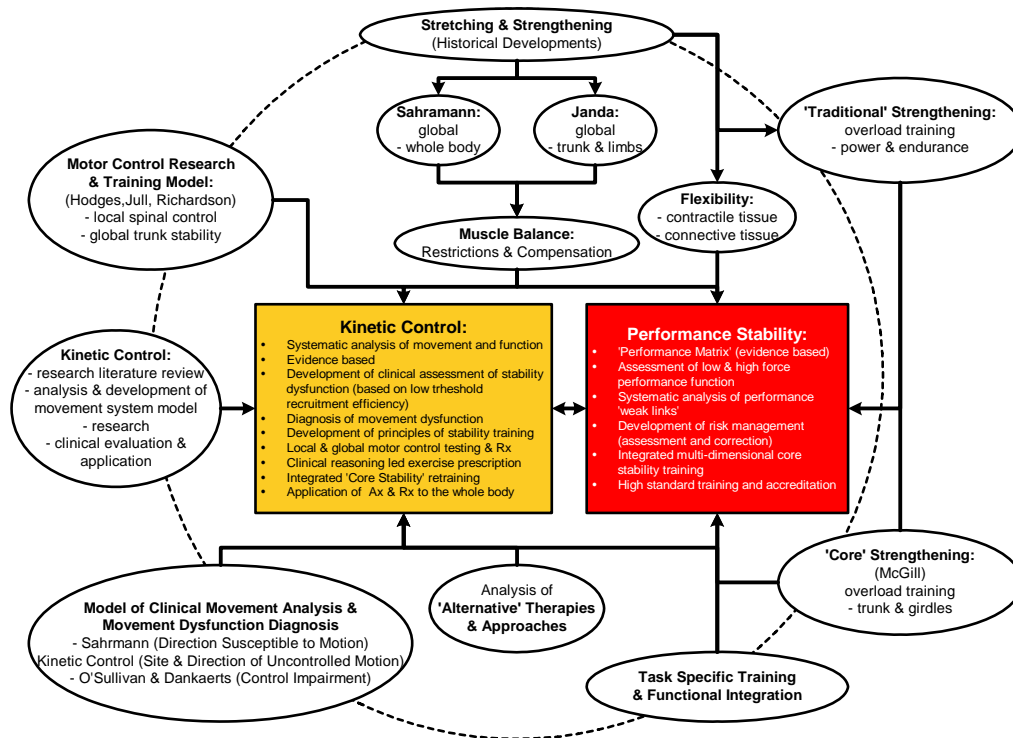 Stretching & Strengthening
(Historical Developments)
Sahramann:
global
- whole body
Janda:
global
- trunk & limbs
'Traditional' Strengthening:
overload training
- power & endurance
Motor Control Research
& Training Model:
(Hodges,Jull, Richardson)
- local spinal control
- global trunk stability
Flexibility:
- contractile tissue
- connective tissue
Muscle Balance:
Restrictions & Compensation
Kinetic Control:
- research literature review
- analysis & development of
movement system model
- research
- clinical evaluation &
application
Kinetic Control:
• Systematic analysis of movement and function
• Evidence based
• Development of clinical assessment of stability
dysfunction (based on low trheshold
recruitment efficiency)
• Diagnosis of movement dysfunction
• Development of principles of stability training
• Local & global motor control testing & Rx
• Clinical reasoning led exercise prescription
• Integrated 'Core Stability' retraining
• Application of Ax & Rx to the whole body
Performance Stability:
• 'Performance Matrix' (evidence based)
• Assessment of low & high force
performance function
• Systematic analysis of performance
'weak links'
• Development of risk management
(assessment and correction)
• Integrated multi-dimensional core
stability training
• High standard training and accreditation
'Core' Strengthening:
(McGill)
overload training
- trunk & girdles
Model of Clinical Movement Analysis &
Movement Dysfunction Diagnosis
- Sahrmann (Direction Susceptible to Motion)
Kinetic Control (Site & Direction of Uncontrolled Motion)
- O'Sullivan & Dankaerts (Control Impairment)
Analysis of
'Alternative' Therapies
& Approaches
Task Specific Training
& Functional Integration